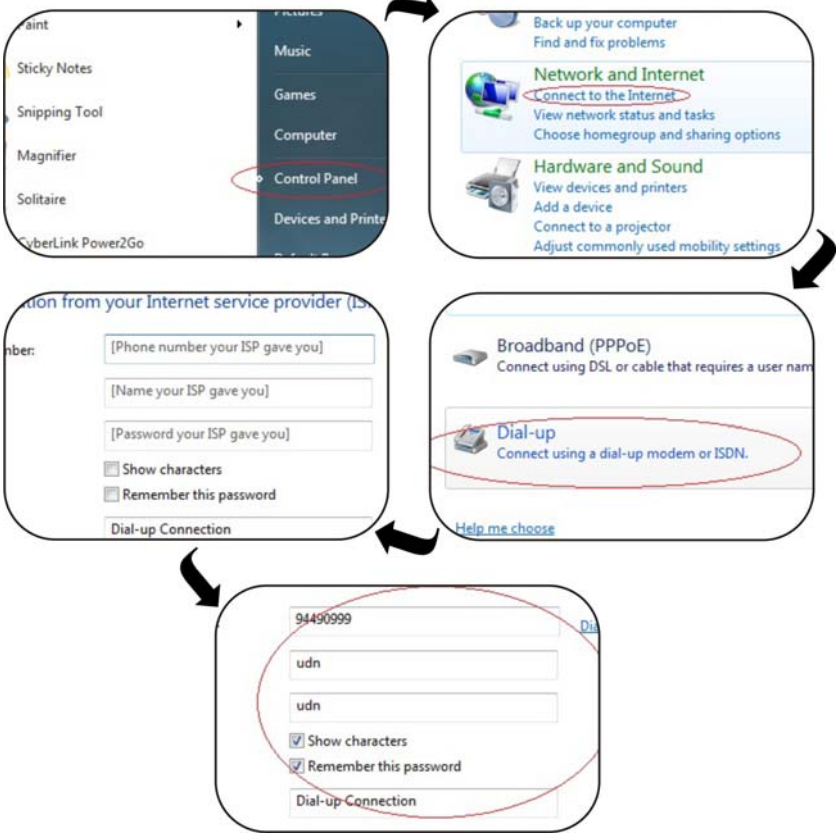 Paint
Sticky Notes
Snipping Tool
Magnifier
Solitaire
CyberLink Power2Go
Pictures
Music
Games
Computer
Control Panel
Devices and Printe
Back up your computer
Find and fix problems
Network and Internet
Connect to the Internet
View network status and tasks
Choose homegroup and sharing options
Hardware and Sound
View devices and printers
Add a device
Connect to a projector
Adjust commonly used mobility settings
Broadband (PPPoE)
Connect using DSL or cable that requires a user nam
Dial-up
Connect using a dial-up modem or ISDN.
Help me choose
tion from your Internet service provider (IS
nber:
[Phone number your ISP gave you]
[Name your ISP gave you]
[Password your ISP gave you]
Show characters
Remember this password
Dial-up Connection
94490999
Dia
udn
udn
Show characters
Remember this password
Dial-up Connection